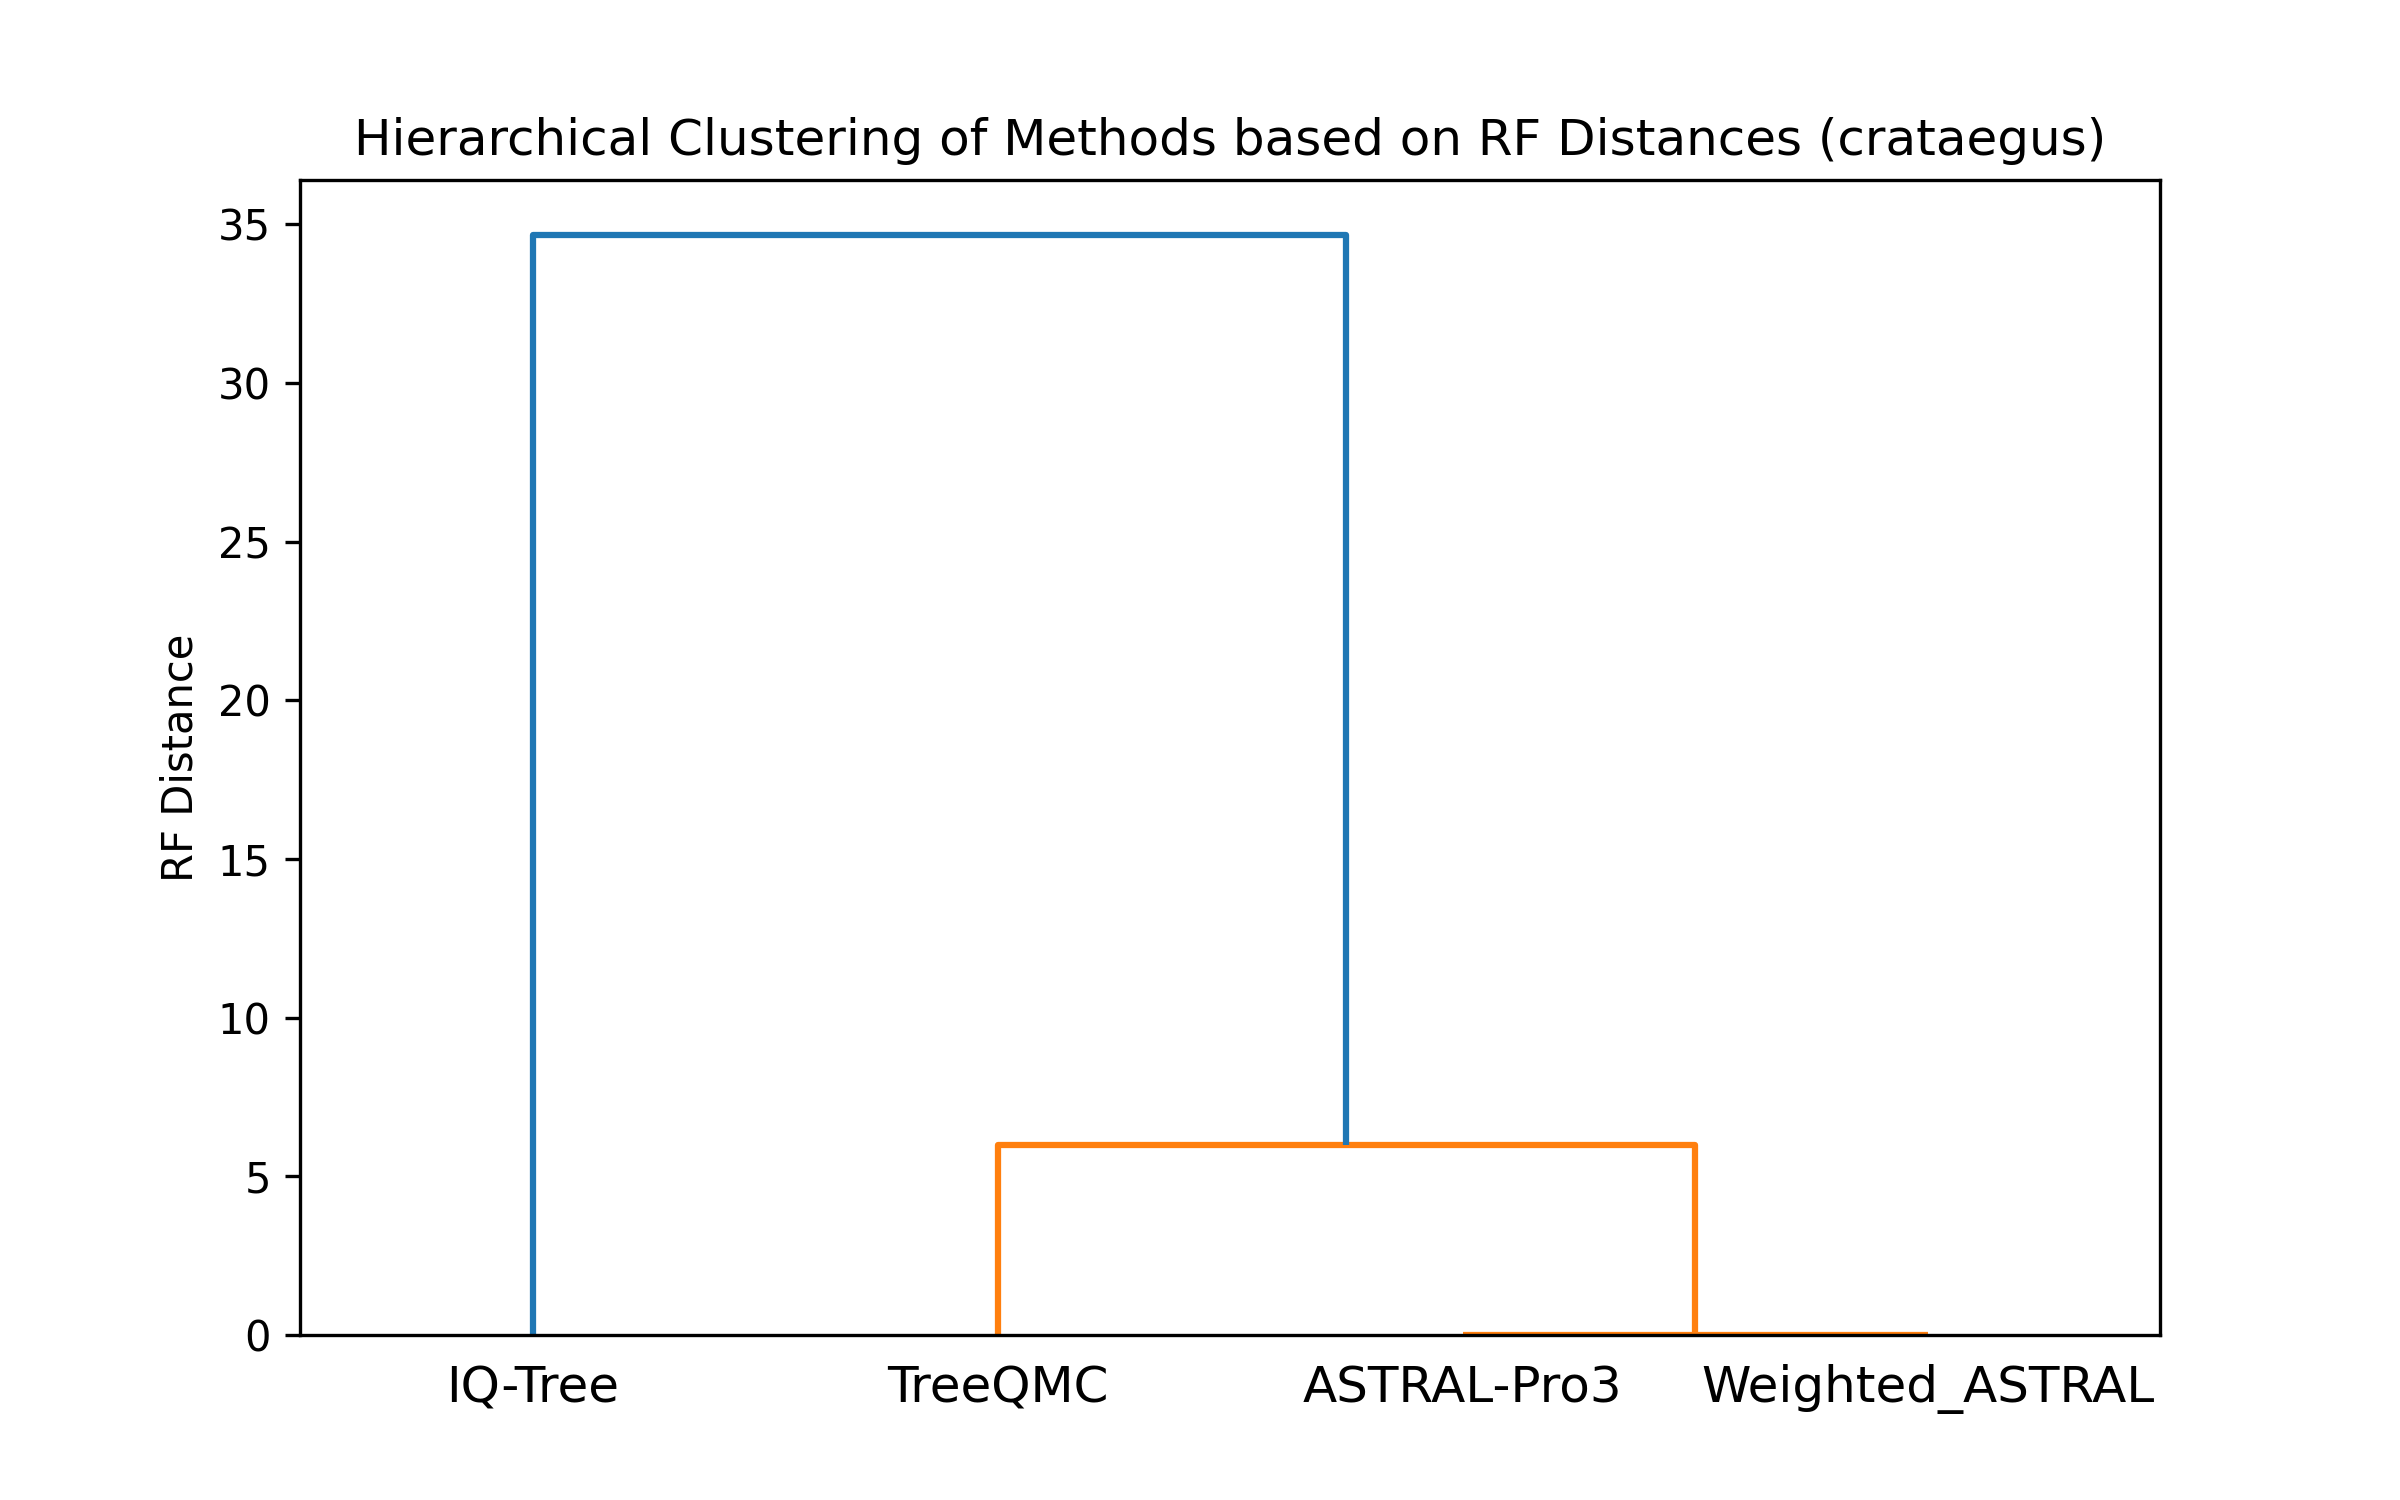 Hierarchical Clustering of Methods based on RF Distances (crataegus)
35
30
25
20
15
10
5
0
RF Distance
IQ-Tree
TreeQMC
ASTRAL-Pro3
Weighted_ASTRAL